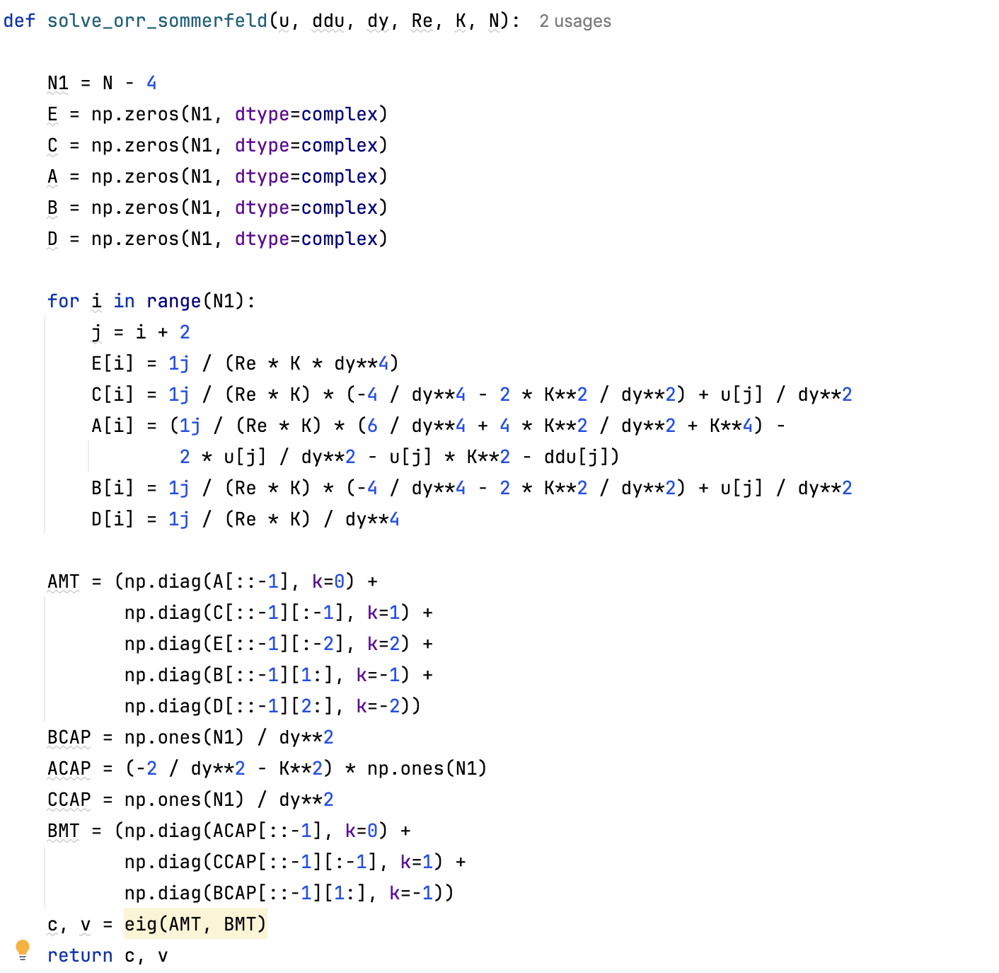 def solve_orr_sommerfeld(u, ddu, dy, Re, K, N):  2 usages
N1 = N - 4
E = np.zeros(N1, dtype=complex)
C = np.zeros(N1, dtype=complex)
A = np.zeros(N1, dtype=complex)
B = np.zeros(N1, dtype=complex)
D = np.zeros(N1, dtype=complex)
for i in range(N1):
j = i + 2
E[i] = 1j / (Re * K * dy**4)
C[i] = 1j / (Re * K) * (-4 / dy**4 - 2 * K**2 / dy**2) + u[j] / dy**2
A[i] = (1j / (Re * K) * (6 / dy**4 + 4 * K**2 / dy**2 + K**4) -
2 * u[j] / dy**2 - u[j] * K**2 - ddu[j])
B[i] = 1j / (Re * K) * (-4 / dy**4 - 2 * K**2 / dy**2) + u[j] / dy**2
D[i] = 1j / (Re * K) / dy**4
AMT = (np.diag(A[::-1], k=0) +
np.diag(C[::-1][:-1], k=1) +
np.diag(E[::-1][:-2], k=2) +
np.diag(B[::-1][1:], k=-1) +
np.diag(D[::-1][2:], k=-2))
BCAP = np.ones(N1) / dy**2
ACAP = (-2 / dy**2 - K**2) * np.ones(N1)
CCAP = np.ones(N1) / dy**2
BMT = (np.diag(ACAP[::-1], k=0) +
np.diag(CCAP[::-1][:-1], k=1) +
np.diag(BCAP[::-1][1:], k=-1))
c, v = eig(AMT, BMT)
return c, v